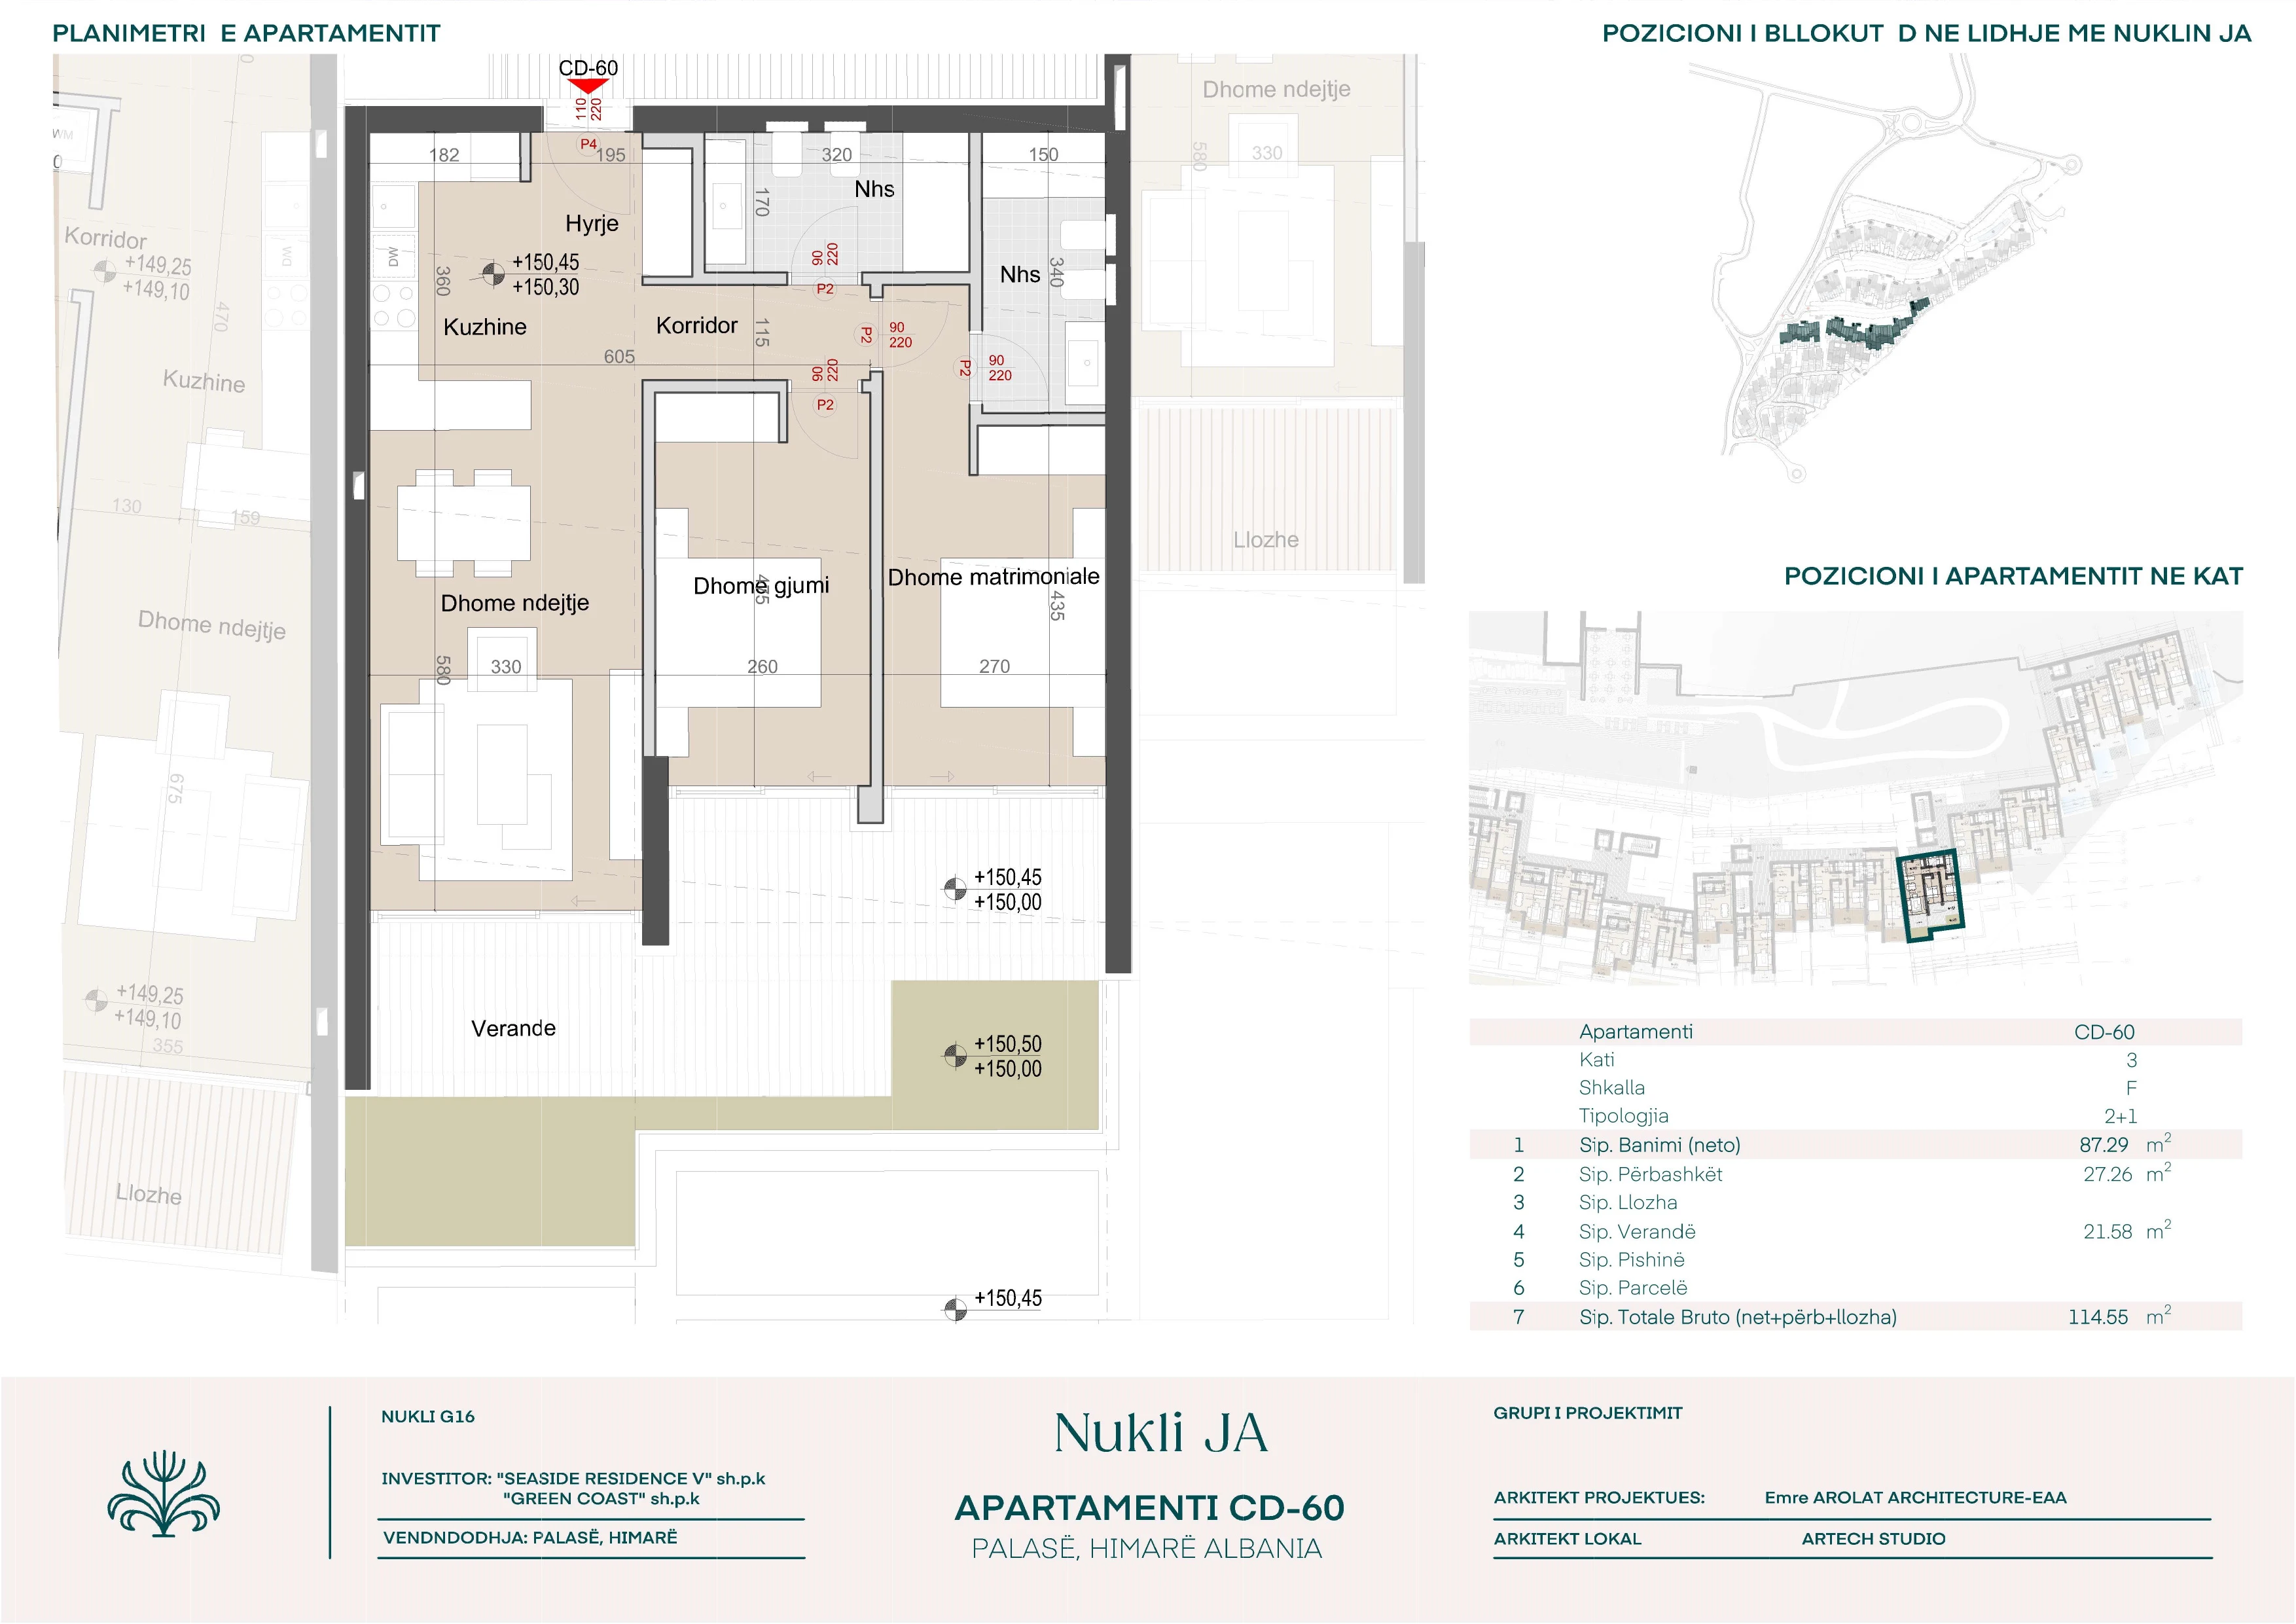 PLANIMETRI E APARTAMENTIT
POZICIONI I BLLOKUT D NE LIDHJE ME NUKLIN JA
CD-60
110
220
P4
182
195
320
150
Nhs
170
Hyrje
+150,45
+150,30
DW
360
Kuzhine
Korridor
115
605
90
220
P2
P2
90
220
90
220
P2
Nhs
340
P2
90
220
Dhome ndejtje
580
330
Dhome gjumi
260
Dhome matrimoniale
435
270
+150,45
+150,00
Verande
+150,50
+150,00
+150,45
WM
Korridor
+149,25
+149,10
DW
470
Kuzhine
130
159
Dhome ndejtje
675
+149,25
+149,10
355
Llozhe
Dhome ndejtje
580
330
Llozhe
POZICIONI I APARTAMENTIT NE KAT
Apartamenti CD-60
Kati 3
Shkalla F
Tipologjia 2+1
1 Sip. Banimi (neto) 87.29 m²
2 Sip. Përbashkët 27.26 m²
3 Sip. Llozha
4 Sip. Verandë 21.58 m²
5 Sip. Pishinë
6 Sip. Parcelë
7 Sip. Totale Bruto (net+përb+llozha) 114.55 m²
NUKLI G16
INVESTITOR: "SEASIDE RESIDENCE V" sh.p.k
"GREEN COAST" sh.p.k
VENDNDODHJA: PALASË, HIMARË
Nukli JA
APARTAMENTI CD-60
PALASË, HIMARË ALBANIA
GRUPI I PROJEKTIMIT
ARKITEKT PROJEKTUES: Emre AROLAT ARCHITECTURE-EAA
ARKITEKT LOKAL ARTECH STUDIO